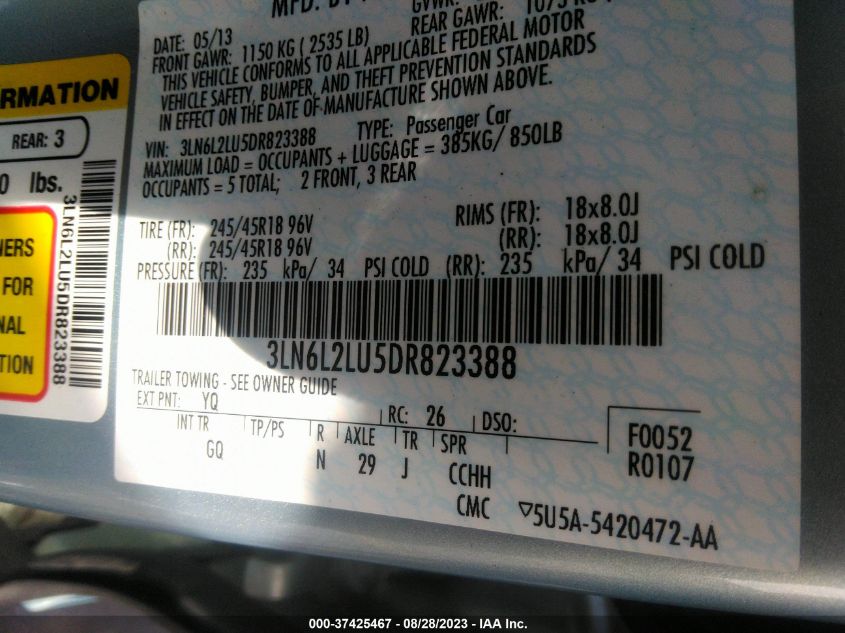 MFD. BY
GVWR:
DATE: 05/13
REAR GAWR:
FRONT GAWR: 1150 KG ( 2535 LB)
THIS VEHICLE CONFORMS TO ALL APPLICABLE FEDERAL MOTOR
VEHICLE SAFETY, BUMPER, AND THEFT PREVENTION STANDARDS
IN EFFECT ON THE DATE OF MANUFACTURE SHOWN ABOVE.
VIN: 3LN6L2LU5DR823388 TYPE: Passenger Car
MAXIMUM LOAD = OCCUPANTS + LUGGAGE = 385KG/ 850LB
OCCUPANTS = 5 TOTAL; 2 FRONT, 3 REAR
TIRE (FR): 245/45R18 96V RIMS (FR): 18x8.0J
(RR): 245/45R18 96V (RR): 18x8.0J
PRESSURE (FR): 235 kPa/ 34 PSI COLD (RR): 235 kPa/ 34 PSI COLD
3LN6L2LU5DR823388
TRAILER TOWING - SEE OWNER GUIDE
EXT PNT: YQ RC: 26 DSO:
INT TR TP/PS R AXLE TR SPR F0052
GQ N 29 J CCHH R0107
CMC ▽5U5A-5420472-AA
RMATION
REAR: 3
0 lbs.
3LN6L2LU5DR823388
NERS
FOR
NAL
TION
000-37425467 - 08/28/2023 - IAA Inc.